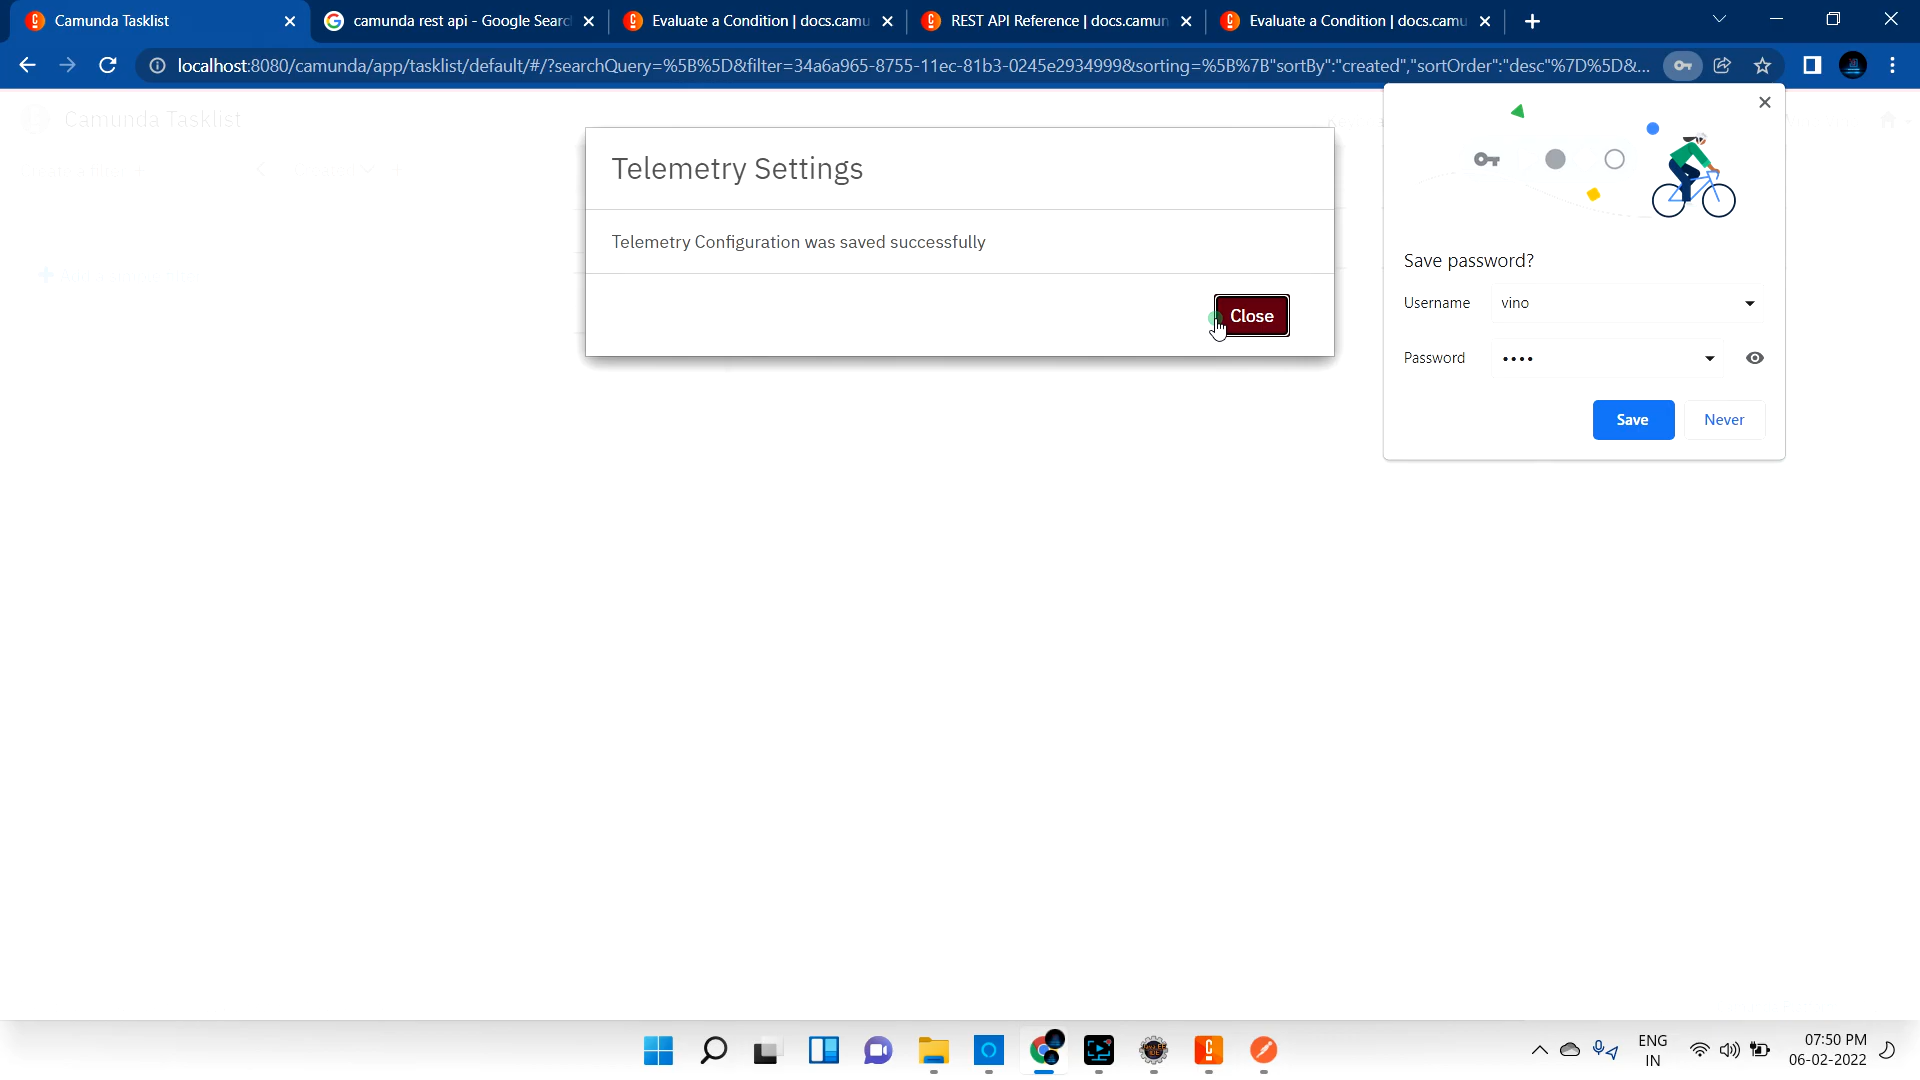 Camunda Tasklist
camunda rest api - Google Searc
Evaluate a Condition | docs.camu
REST API Reference | docs.camun
Evaluate a Condition | docs.camu
localhost:8080/camunda/app/tasklist/default/#/?searchQuery=%5B%5D&filter=34a6a965-8755-11ec-81b3-0245e2934999&sorting=%5B%7B"sortBy":"created","sortOrder":"desc"%7D%5D&...
Camunda Tasklist
Telemetry Settings
Telemetry Configuration was saved successfully
Close
Save password?
Username vino
Password ••••
Save Never
ENG
IN
07:50 PM
06-02-2022